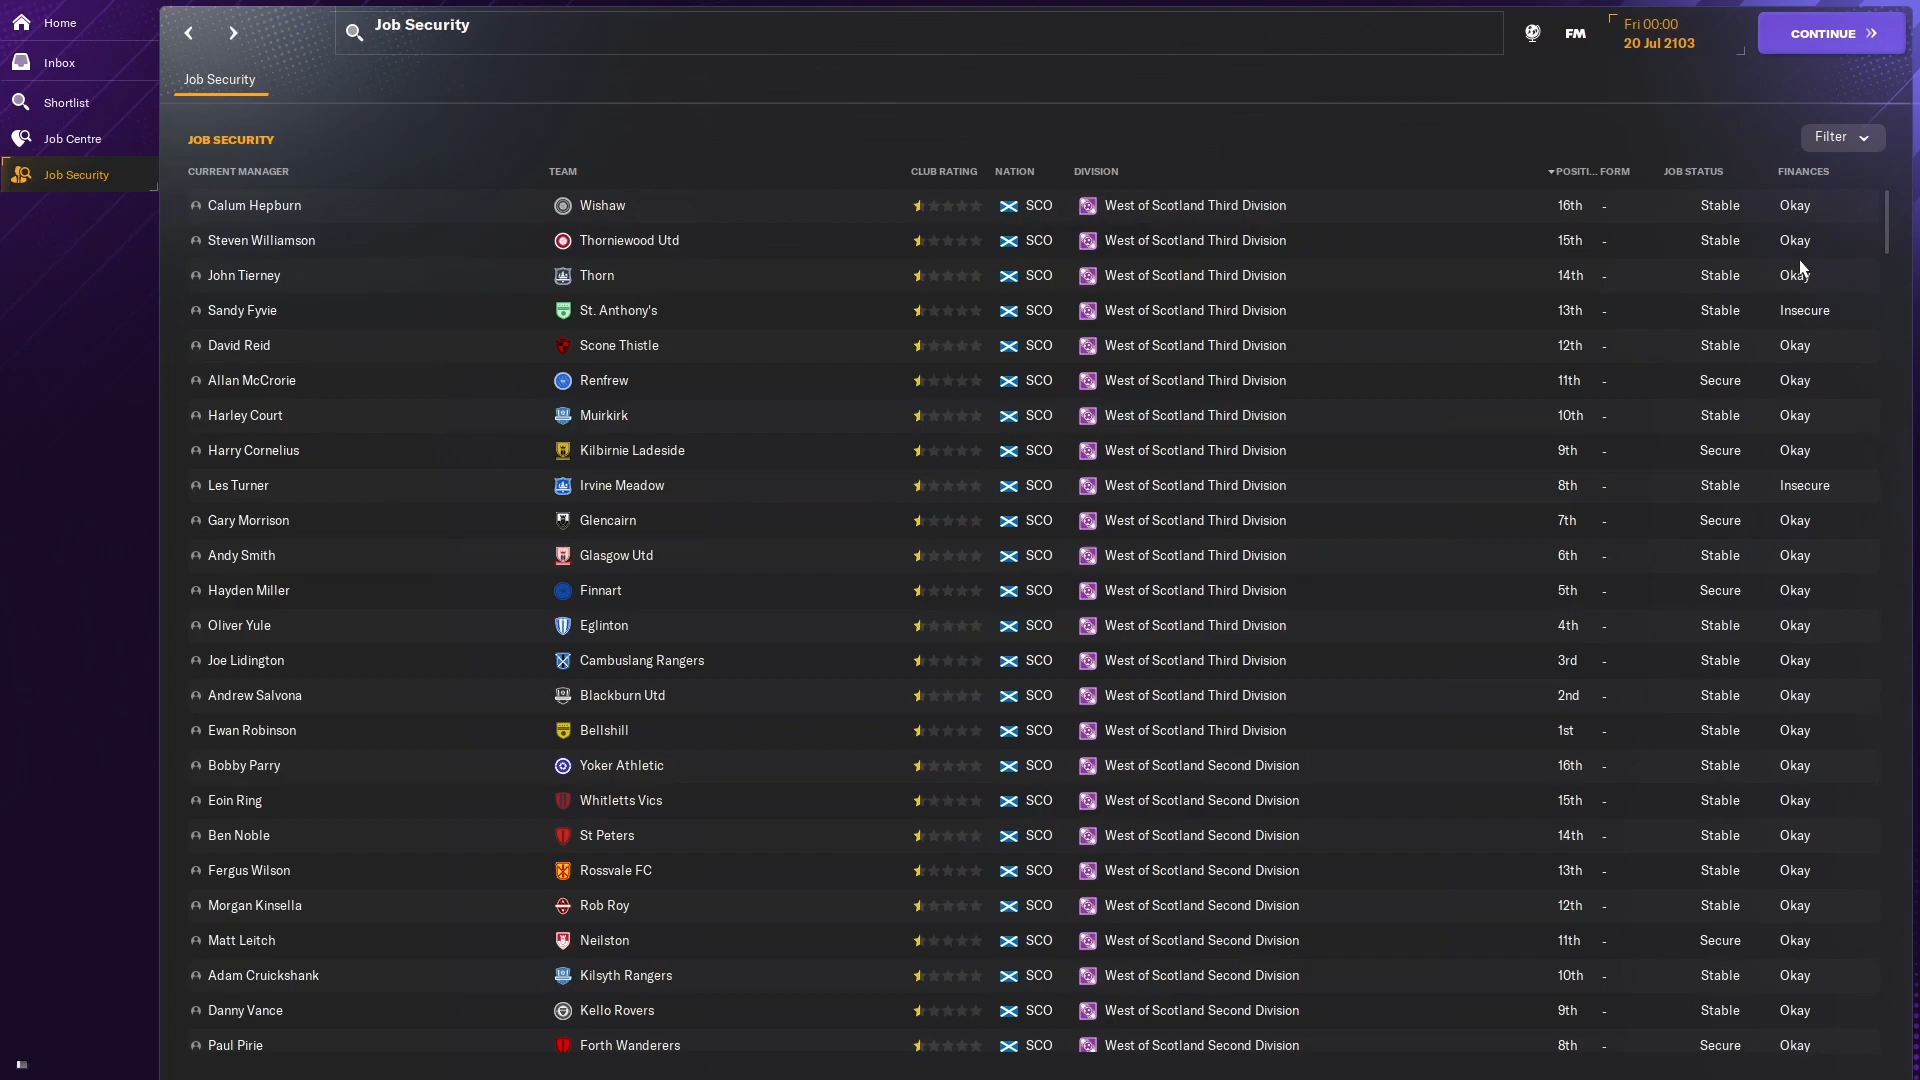 Home
Inbox
Shortlist
Job Centre
Job Security
Job Security
FM
Fri 00:00
20 Jul 2103
CONTINUE
Job Security
JOB SECURITY
Filter
CURRENT MANAGER TEAM CLUB RATING NATION DIVISION POSITI... FORM JOB STATUS FINANCES
Calum Hepburn Wishaw SCO West of Scotland Third Division 16th - Stable Okay
Steven Williamson Thorniewood Utd SCO West of Scotland Third Division 15th - Stable Okay
John Tierney Thorn SCO West of Scotland Third Division 14th - Stable Okay
Sandy Fyvie St. Anthony's SCO West of Scotland Third Division 13th - Stable Insecure
David Reid Scone Thistle SCO West of Scotland Third Division 12th - Stable Okay
Allan McCrorie Renfrew SCO West of Scotland Third Division 11th - Secure Okay
Harley Court Muirkirk SCO West of Scotland Third Division 10th - Stable Okay
Harry Cornelius Kilbirnie Ladeside SCO West of Scotland Third Division 9th - Secure Okay
Les Turner Irvine Meadow SCO West of Scotland Third Division 8th - Stable Insecure
Gary Morrison Glencairn SCO West of Scotland Third Division 7th - Secure Okay
Andy Smith Glasgow Utd SCO West of Scotland Third Division 6th - Stable Okay
Hayden Miller Finnart SCO West of Scotland Third Division 5th - Secure Okay
Oliver Yule Eglinton SCO West of Scotland Third Division 4th - Stable Okay
Joe Lidington Cambuslang Rangers SCO West of Scotland Third Division 3rd - Stable Okay
Andrew Salvona Blackburn Utd SCO West of Scotland Third Division 2nd - Stable Okay
Ewan Robinson Bellshill SCO West of Scotland Third Division 1st - Stable Okay
Bobby Parry Yoker Athletic SCO West of Scotland Second Division 16th - Stable Okay
Eoin Ring Whitletts Vics SCO West of Scotland Second Division 15th - Stable Okay
Ben Noble St Peters SCO West of Scotland Second Division 14th - Stable Okay
Fergus Wilson Rossvale FC SCO West of Scotland Second Division 13th - Stable Okay
Morgan Kinsella Rob Roy SCO West of Scotland Second Division 12th - Stable Okay
Matt Leitch Neilston SCO West of Scotland Second Division 11th - Secure Okay
Adam Cruickshank Kilsyth Rangers SCO West of Scotland Second Division 10th - Stable Okay
Danny Vance Kello Rovers SCO West of Scotland Second Division 9th - Stable Okay
Paul Pirie Forth Wanderers SCO West of Scotland Second Division 8th - Secure Okay